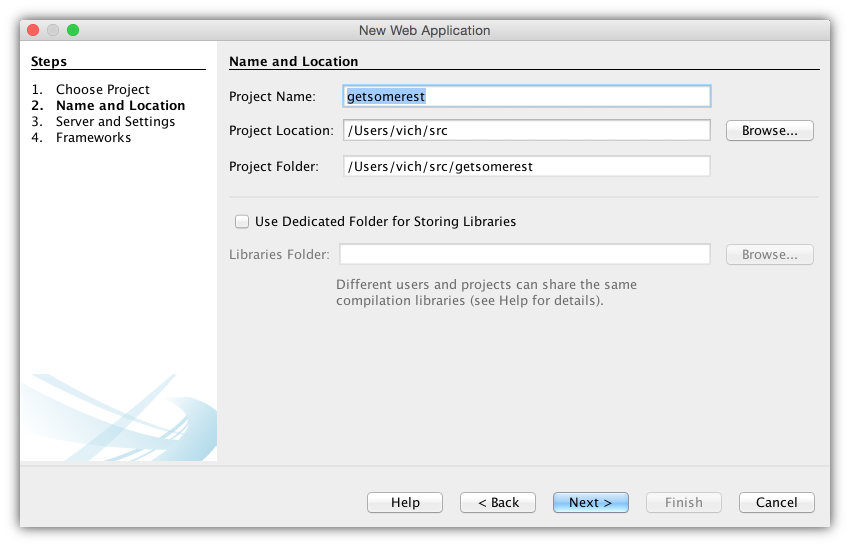 New Web Application
Steps
1. Choose Project
2. Name and Location
3. Server and Settings
4. Frameworks
Name and Location
Project Name: getsomerest
Project Location: /Users/vich/src Browse...
Project Folder: /Users/vich/src/getsomerest
Use Dedicated Folder for Storing Libraries
Libraries Folder: Browse...
Different users and projects can share the same
compilation libraries (see Help for details).
Help < Back Next > Finish Cancel